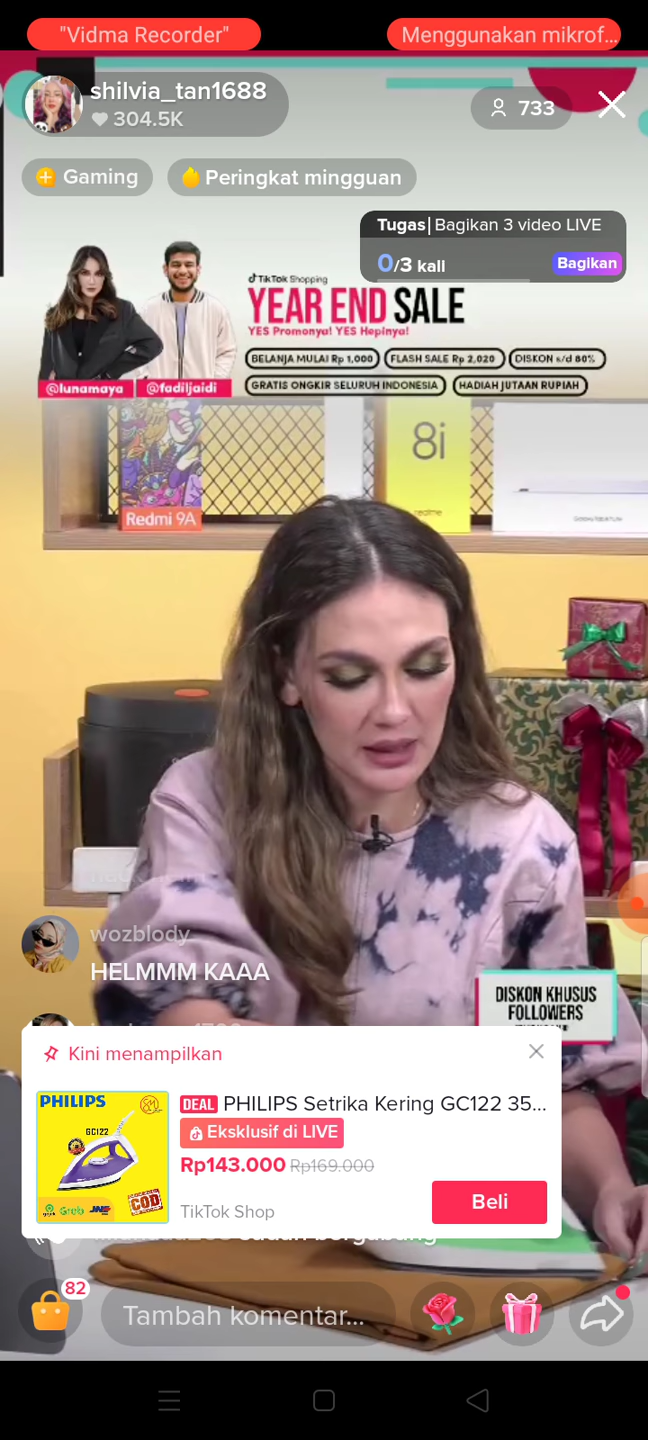 "Vidma Recorder"
Menggunakan mikrof...
shilvia_tan1688
304.5K
733
Gaming
Peringkat mingguan
Tugas | Bagikan 3 video LIVE
0/3 kali
Bagikan
TikTok Shopping
YEAR END SALE
YES Promonya! YES Hepinya!
BELANJA MULAI Rp 1,000
FLASH SALE Rp 2,020
DISKON s/d 80%
GRATIS ONGKIR SELURUH INDONESIA
HADIAH JUTAAN RUPIAH
@lunamaya
@fadiljaidi
Redmi 9A
8i
realme
wozblody
HELMMM KAAA
DISKON KHUSUS
FOLLOWERS
Kini menampilkan
PHILIPS
GC122
COD
Grab
JNE
DEAL PHILIPS Setrika Kering GC122 35...
Eksklusif di LIVE
Rp143.000 Rp169.000
TikTok Shop
Beli
82
Tambah komentar...